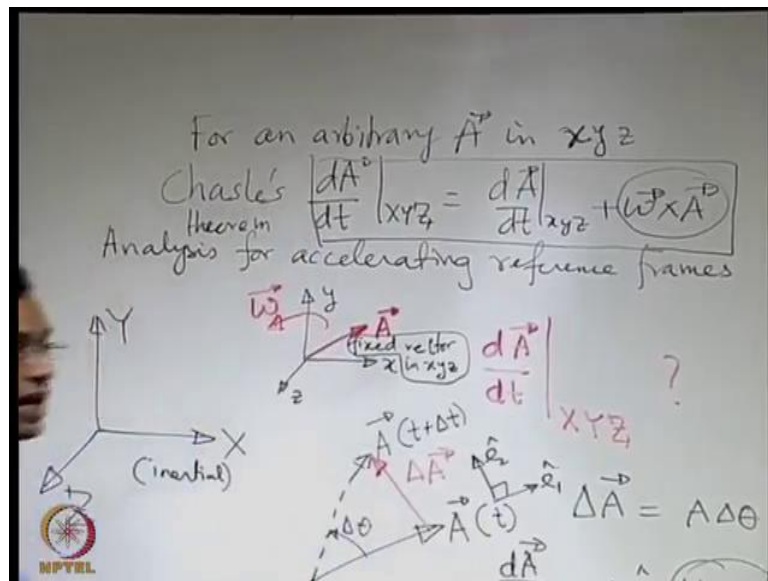 For an arbitrary A in xyz
Chasle's theorem dA/dt|XYZ = dA/dt|xyz + ω×A
Analysis for accelerating reference frames
Y
X
Z
(inertial)
ω
y
A
fixed vector
x in xyz
z
dA/dt|XYZ ?
A(t+Δt)
ΔA
ê₂
ê₁
Δθ
A(t)
ΔA = AΔθ
dA
NPTEL